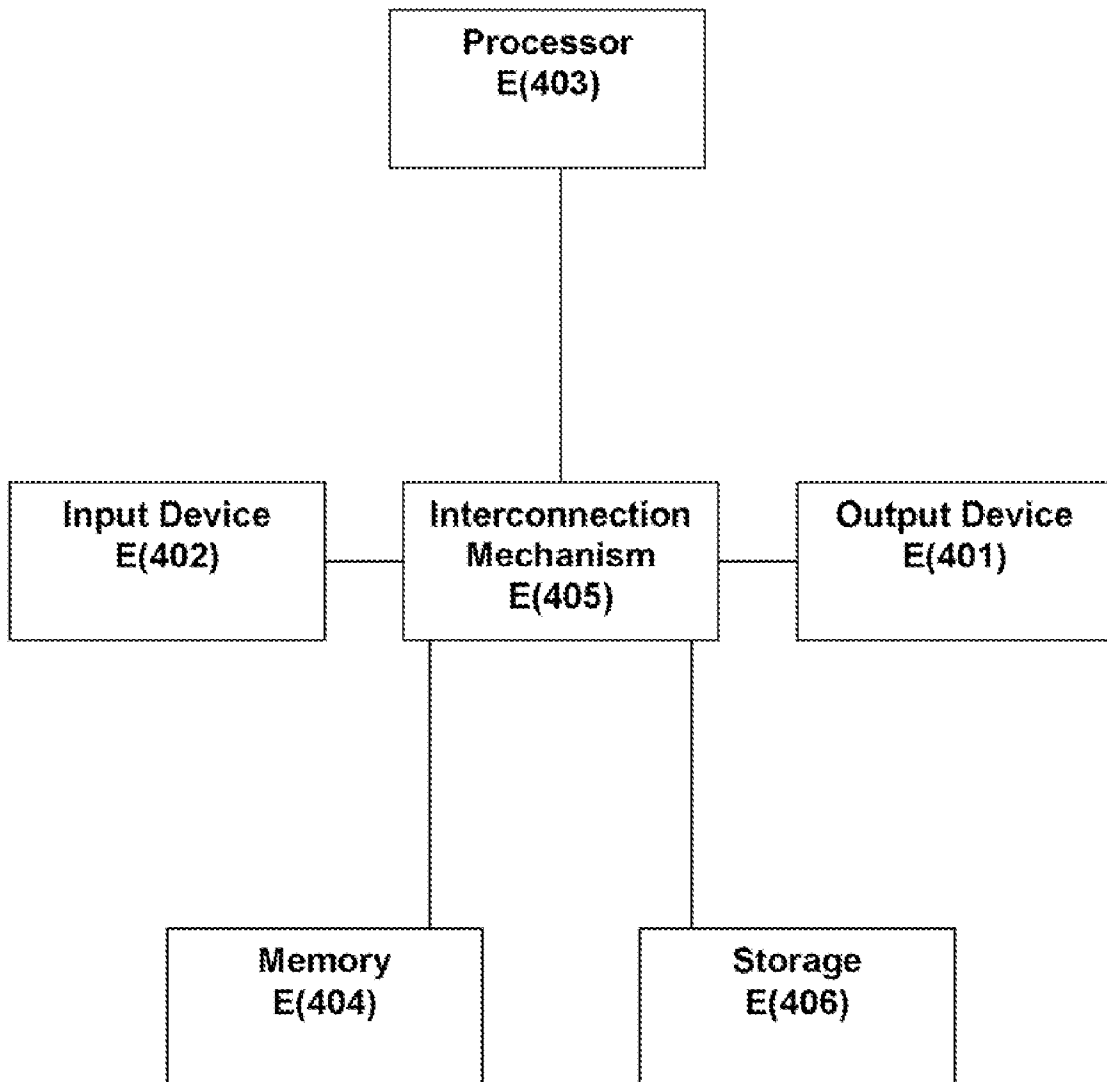 Processor
E(403)
Input Device
E(402)
Interconnection
Mechanism
E(405)
Output Device
E(401)
Memory
E(404)
Storage
E(406)